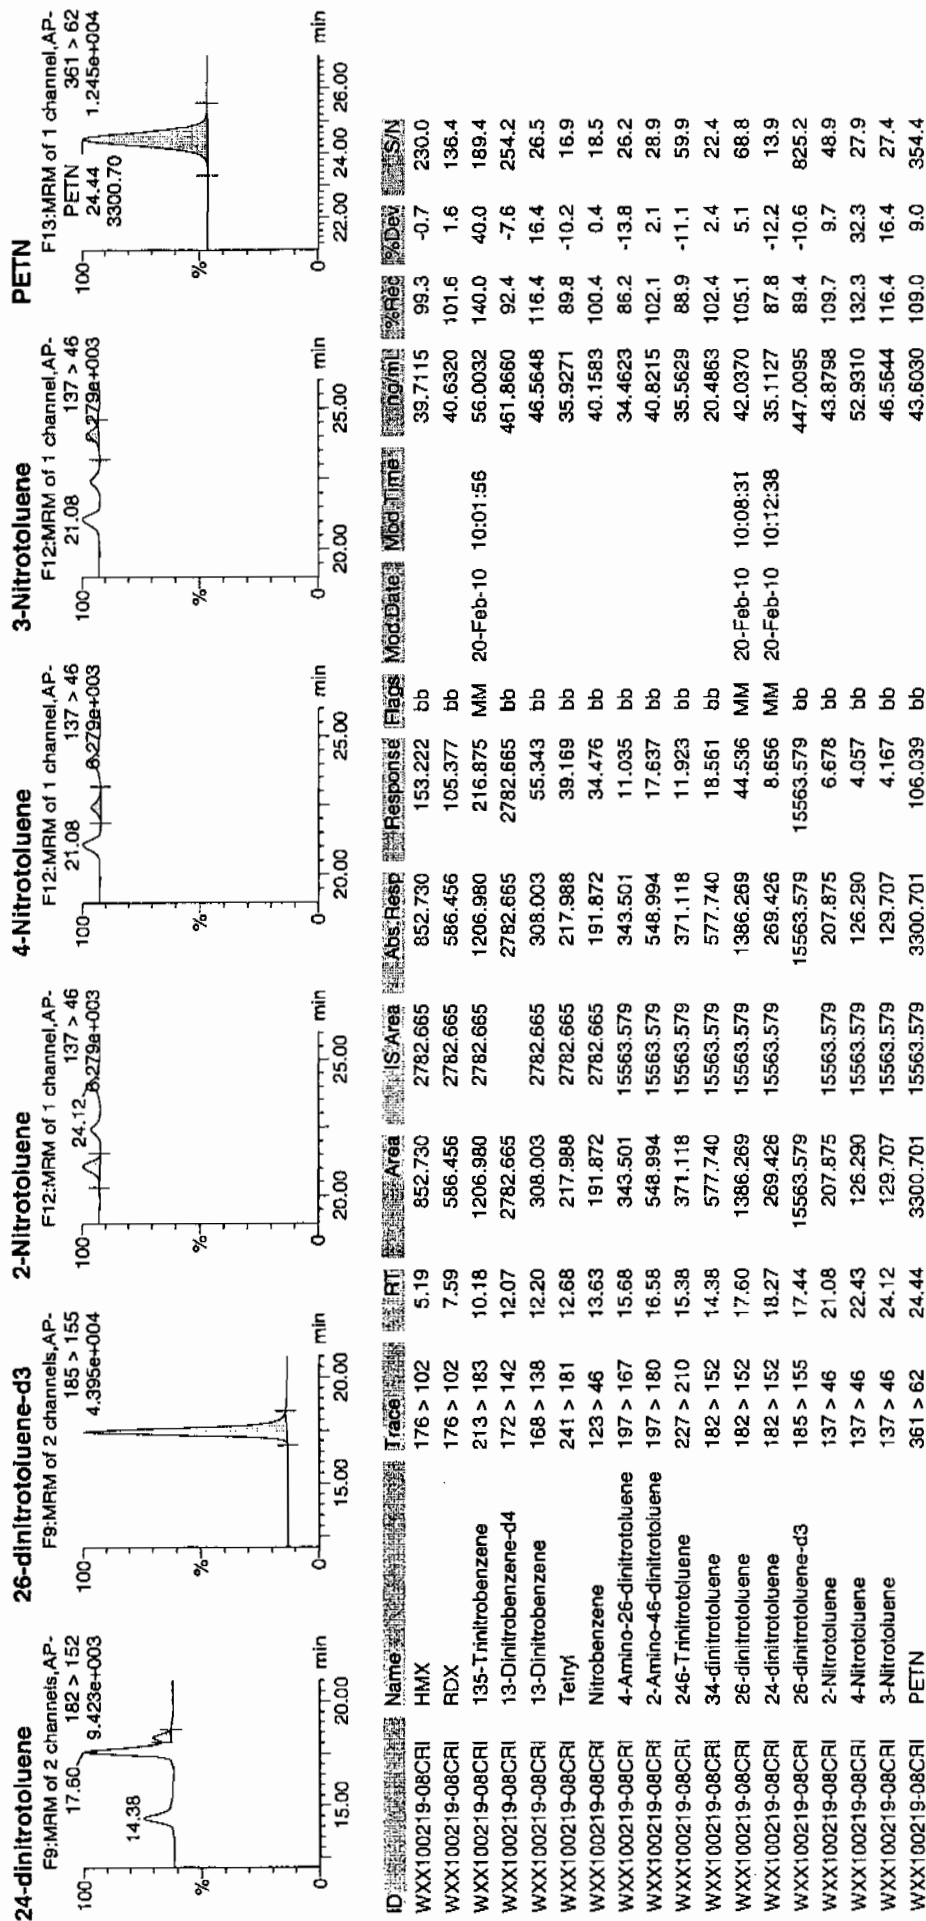 24-dinitrotoluene
F9:MRM of 2 channels,AP-
17.60 182 > 152
9.423e+003
100
14.38
%
0
15.00 20.00 min
26-dinitrotoluene-d3
F9:MRM of 2 channels,AP-
185 > 155
4.395e+004
100
%
0
15.00 20.00 min
2-Nitrotoluene
F12:MRM of 1 channel,AP-
137 > 46
24.12 6.279e+003
100
%
0
20.00 25.00 min
4-Nitrotoluene
F12:MRM of 1 channel,AP-
21.08 137 > 46
6.279e+003
100
%
0
20.00 25.00 min
3-Nitrotoluene
F12:MRM of 1 channel,AP-
21.08 137 > 46
6.279e+003
100
%
0
20.00 25.00 min
PETN
F13:MRM of 1 channel,AP-
PETN 361 > 62
24.44 1.245e+004
3300.70
100
%
0
22.00 24.00 26.00 min
ID Name Trace RT Area IS Area Abs.Resp Response Flags Mod.Date Mod.Time ng/mL %Rec %Dev S/N
WXX100219-08CRI HMX 176 > 102 5.19 852.730 2782.665 852.730 153.222 bb 39.7115 99.3 -0.7 230.0
WXX100219-08CRI RDX 176 > 102 7.59 586.456 2782.665 586.456 105.377 bb 40.6320 101.6 1.6 136.4
WXX100219-08CRI 135-Trinitrobenzene 213 > 183 10.18 1206.980 2782.665 1206.980 216.875 MM 20-Feb-10 10:01:56 56.0032 140.0 40.0 189.4
WXX100219-08CRI 13-Dinitrobenzene-d4 172 > 142 12.07 2782.665 2782.665 2782.665 bb 461.8660 92.4 -7.6 254.2
WXX100219-08CRI 13-Dinitrobenzene 168 > 138 12.20 308.003 2782.665 308.003 55.343 bb 46.5648 116.4 16.4 26.5
WXX100219-08CRI Tetryl 241 > 181 12.68 217.988 2782.665 217.988 39.169 bb 35.9271 89.8 -10.2 16.9
WXX100219-08CRI Nitrobenzene 123 > 46 13.63 191.872 2782.665 191.872 34.476 bb 40.1583 100.4 0.4 18.5
WXX100219-08CRI 4-Amino-26-dinitrotoluene 197 > 167 15.68 343.501 15563.579 343.501 11.035 bb 34.4623 86.2 -13.8 26.2
WXX100219-08CRI 2-Amino-46-dinitrotoluene 197 > 180 16.58 548.994 15563.579 548.994 17.637 bb 40.8215 102.1 2.1 28.9
WXX100219-08CRI 246-Trinitrotoluene 227 > 210 15.38 371.118 15563.579 371.118 11.923 bb 35.5629 88.9 -11.1 59.9
WXX100219-08CRI 34-dinitrotoluene 182 > 152 14.38 577.740 15563.579 577.740 18.561 bb 20.4863 102.4 2.4 22.4
WXX100219-08CRI 26-dinitrotoluene 182 > 152 17.60 1386.269 15563.579 1386.269 44.536 MM 20-Feb-10 10:08:31 42.0370 105.1 5.1 68.8
WXX100219-08CRI 24-dinitrotoluene 182 > 152 18.27 269.426 15563.579 269.426 8.656 MM 20-Feb-10 10:12:38 35.1127 87.8 -12.2 13.9
WXX100219-08CRI 26-dinitrotoluene-d3 185 > 155 17.44 15563.579 15563.579 15563.579 bb 447.0095 89.4 -10.6 825.2
WXX100219-08CRI 2-Nitrotoluene 137 > 46 21.08 207.875 15563.579 207.875 6.678 bb 43.8798 109.7 9.7 48.9
WXX100219-08CRI 4-Nitrotoluene 137 > 46 22.43 126.290 15563.579 126.290 4.057 bb 52.9310 132.3 32.3 27.9
WXX100219-08CRI 3-Nitrotoluene 137 > 46 24.12 129.707 15563.579 129.707 4.167 bb 46.5644 116.4 16.4 27.4
WXX100219-08CRI PETN 361 > 62 24.44 3300.701 15563.579 3300.701 106.039 bb 43.6030 109.0 9.0 354.4